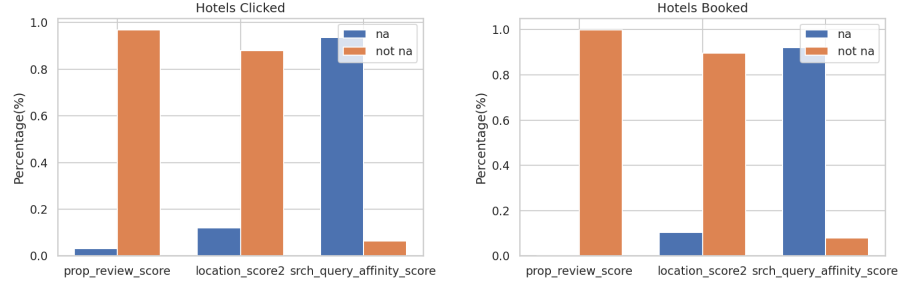 Hotels Clicked
Percentage(%)
1.0
0.8
0.6
0.4
0.2
0.0
na
not na
prop_review_score location_score2 srch_query_affinity_score
Hotels Booked
Percentage(%)
1.0
0.8
0.6
0.4
0.2
0.0
na
not na
prop_review_score location_score2 srch_query_affinity_score